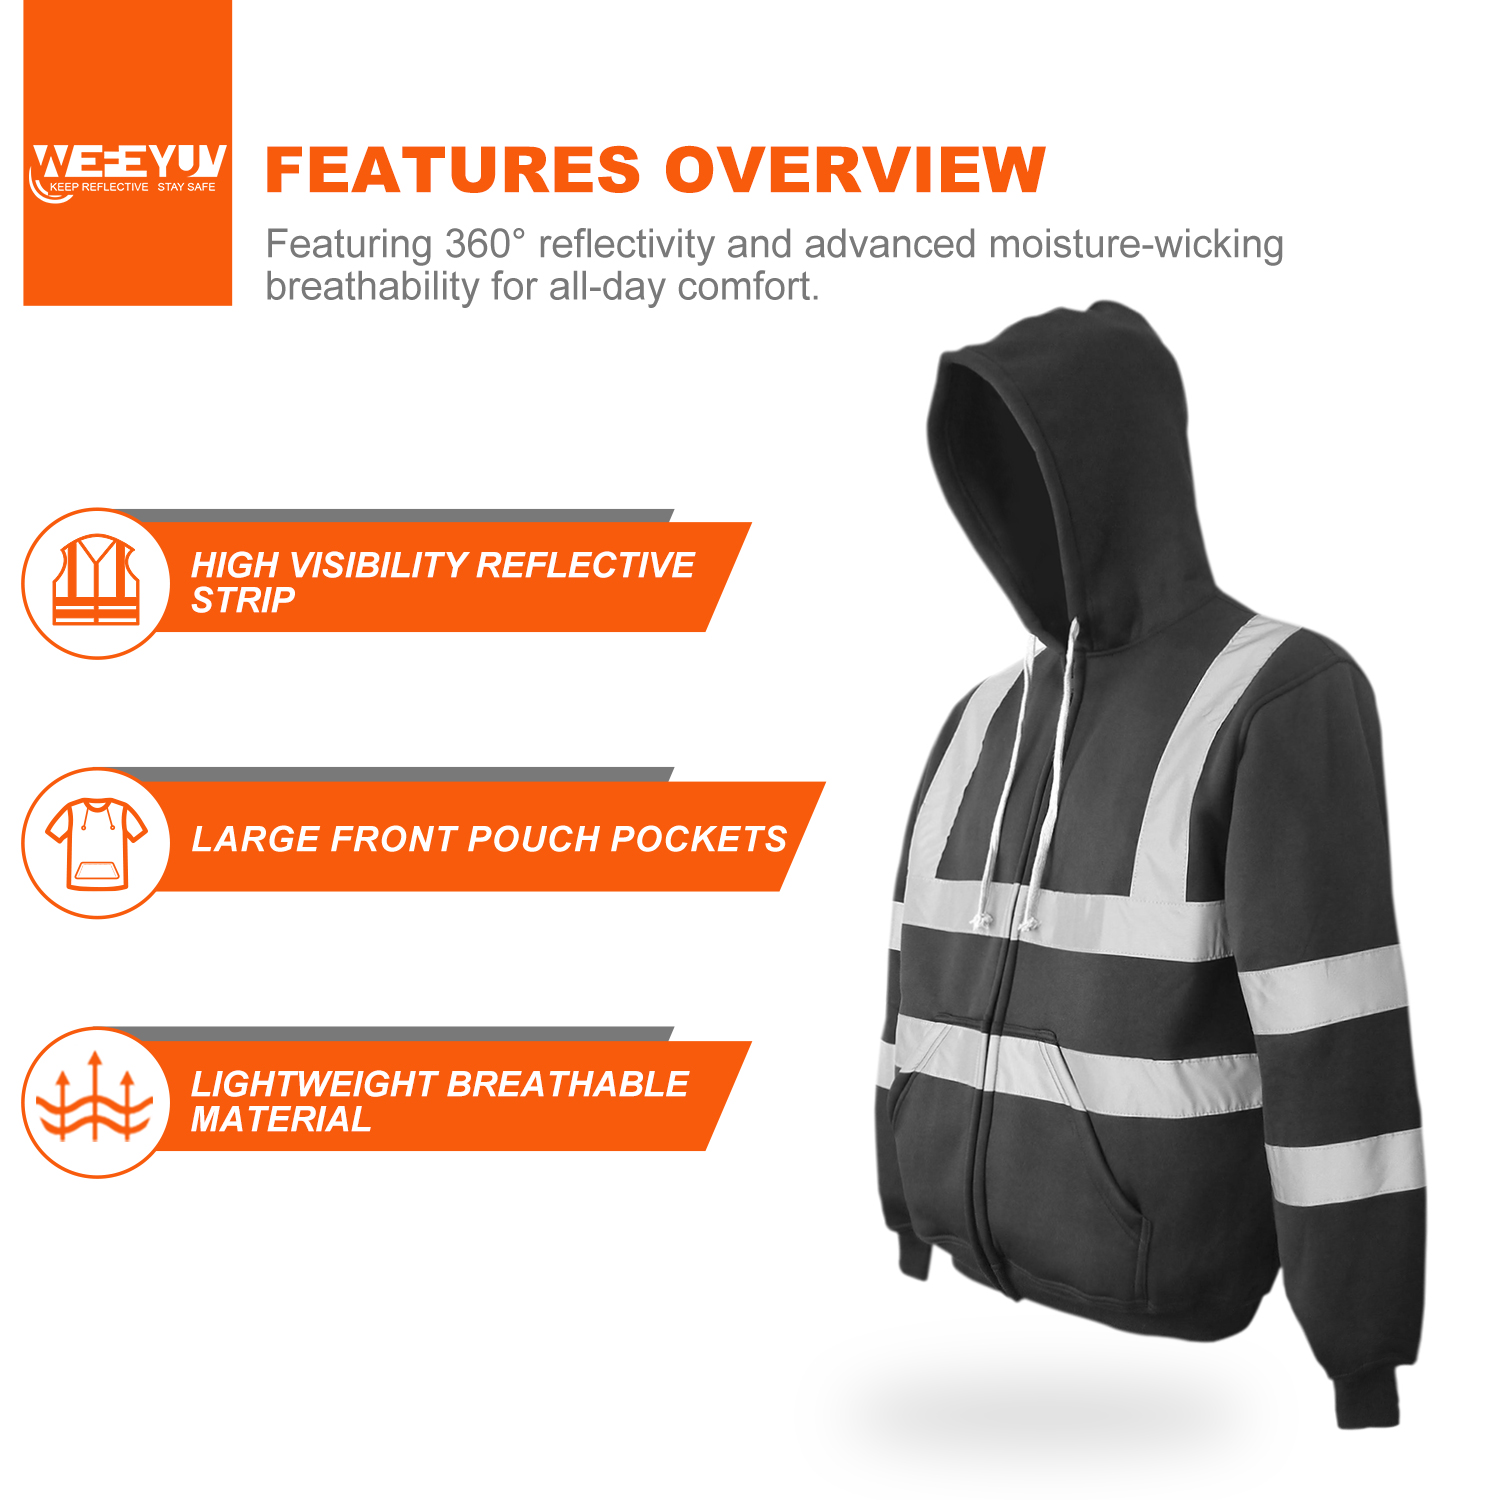 WEFEYUV
KEEP REFLECTIVE STAY SAFE
FEATURES OVERVIEW
Featuring 360° reflectivity and advanced moisture-wicking
breathability for all-day comfort.
HIGH VISIBILITY REFLECTIVE
STRIP
LARGE FRONT POUCH POCKETS
LIGHTWEIGHT BREATHABLE
MATERIAL